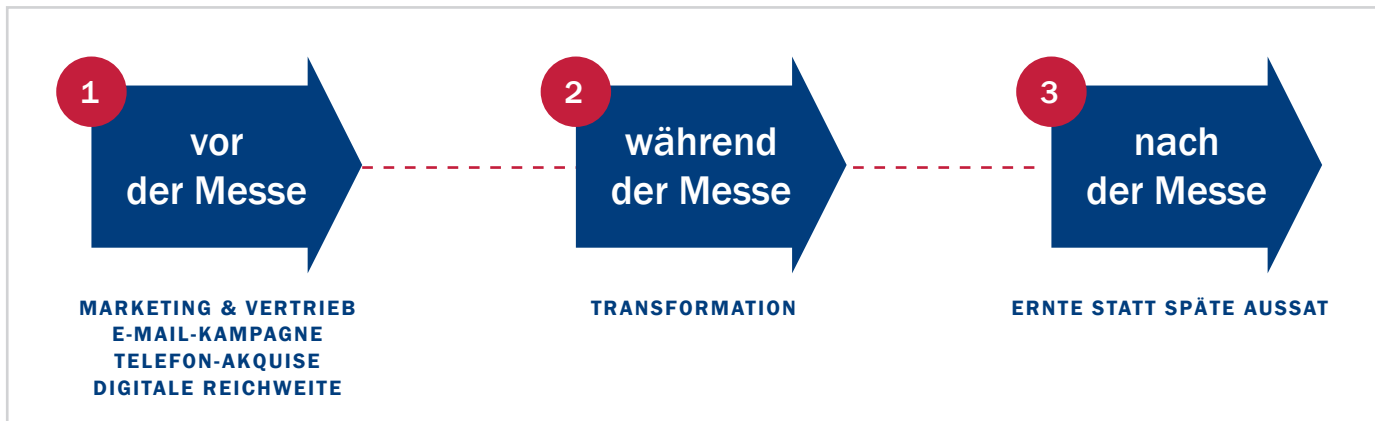 1
vor
der Messe
MARKETING & VERTRIEB
E-MAIL-KAMPAGNE
TELEFON-AKQUISE
DIGITALE REICHWEITE
2
während
der Messe
TRANSFORMATION
3
nach
der Messe
ERNTE STATT SPÄTE AUSSAT